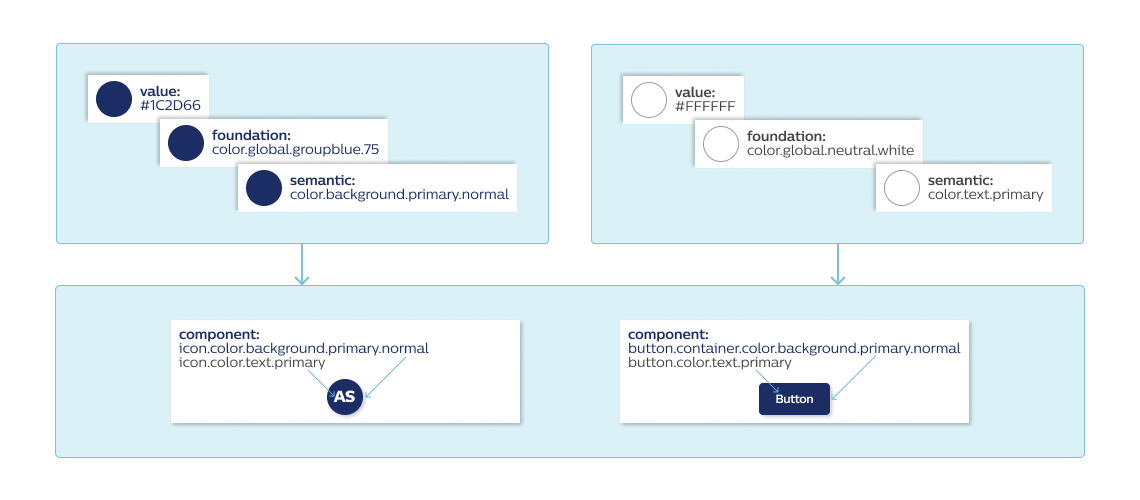 value:
#1C2D66
foundation:
color.global.groupblue.75
semantic:
color.background.primary.normal
value:
#FFFFFF
foundation:
color.global.neutral.white
semantic:
color.text.primary
component:
icon.color.background.primary.normal
icon.color.text.primary
AS
component:
button.container.color.background.primary.normal
button.color.text.primary
Button